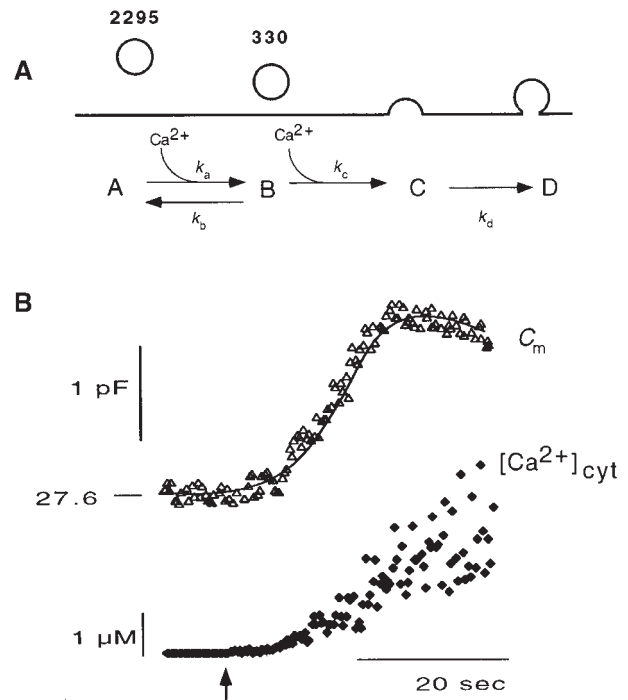 2295
330
A
Ca2+
Ca2+
ka
kc
A
B
C
D
kb
kd
B
Cm
1 pF
[Ca2+]cyt
27.6
1 µM
20 sec